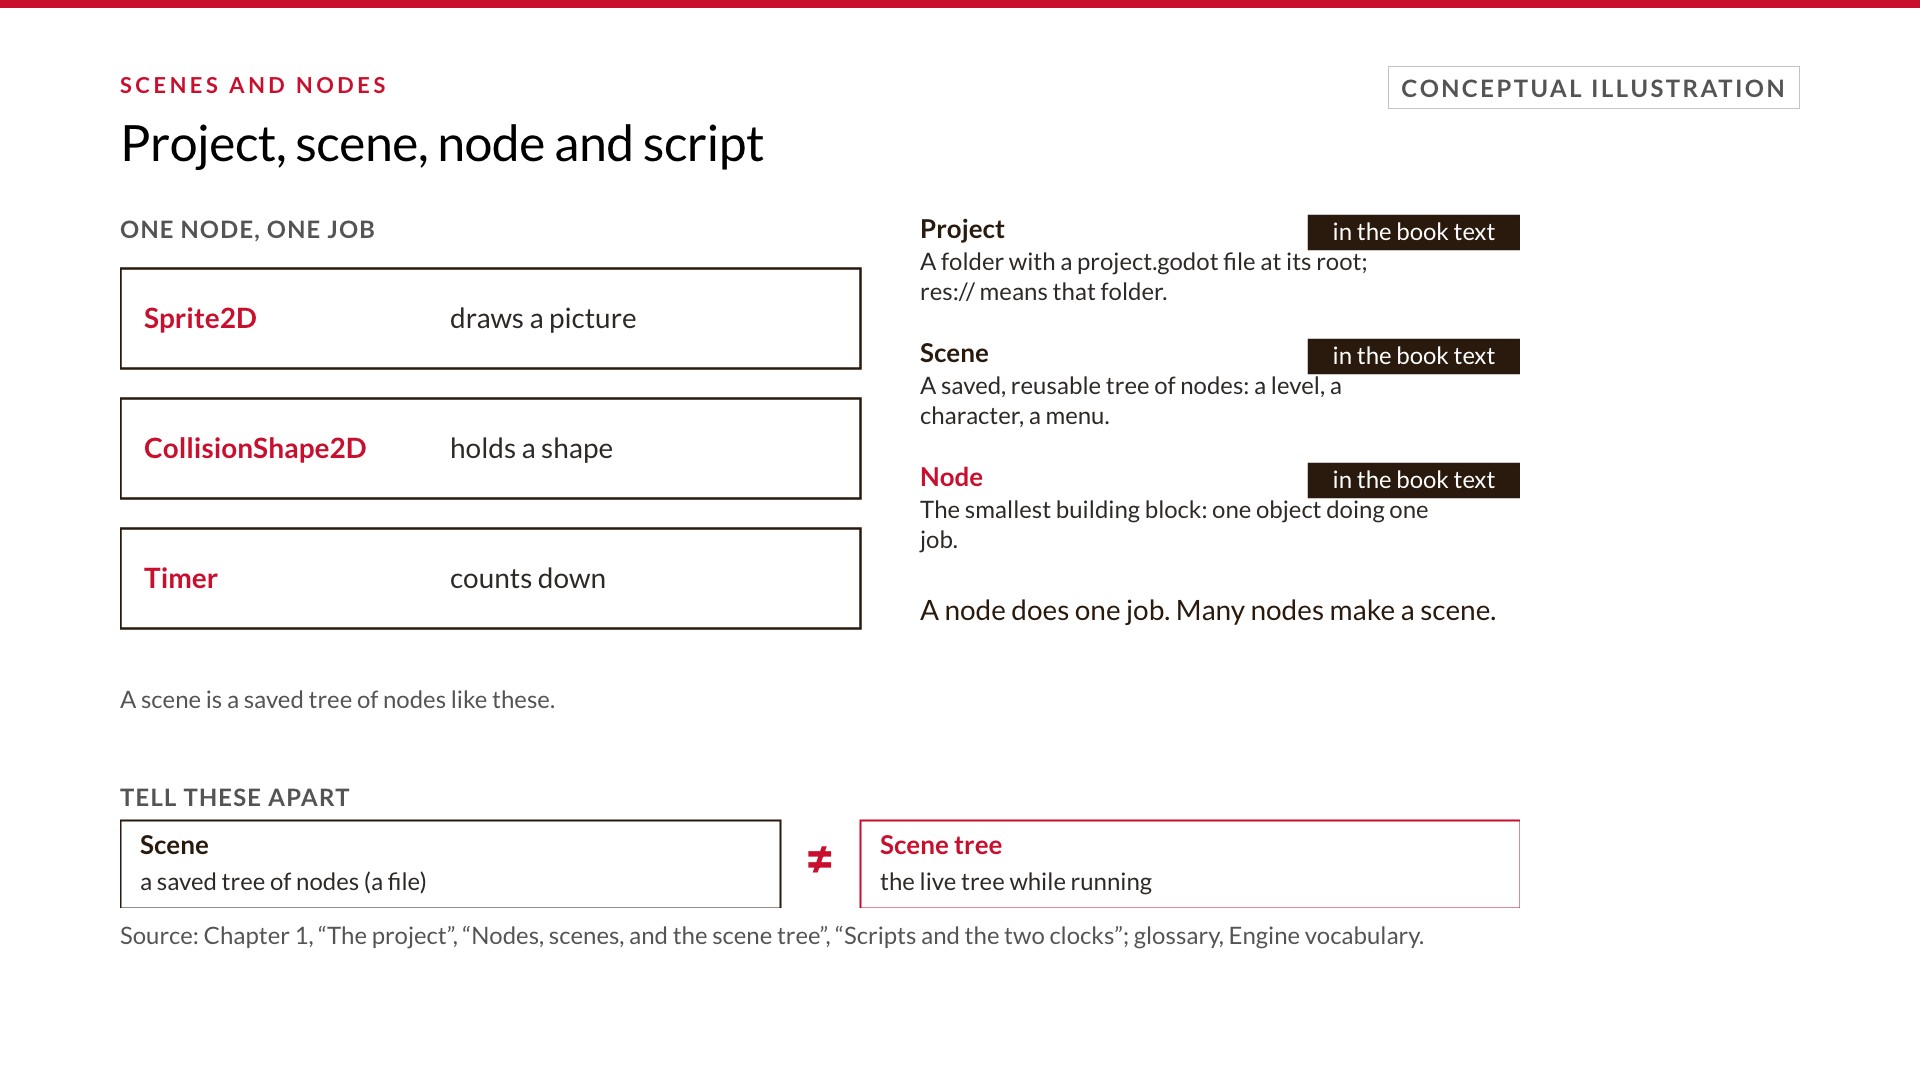 SCENES AND NODES
CONCEPTUAL ILLUSTRATION
Project, scene, node and script
ONE NODE, ONE JOB
Sprite2D draws a picture
CollisionShape2D holds a shape
Timer counts down
A scene is a saved tree of nodes like these.
Project in the book text
A folder with a project.godot file at its root;
res:// means that folder.
Scene in the book text
A saved, reusable tree of nodes: a level, a
character, a menu.
Node in the book text
The smallest building block: one object doing one
job.
A node does one job. Many nodes make a scene.
TELL THESE APART
Scene
a saved tree of nodes (a file)
≠
Scene tree
the live tree while running
Source: Chapter 1, “The project”, “Nodes, scenes, and the scene tree”, “Scripts and the two clocks”; glossary, Engine vocabulary.